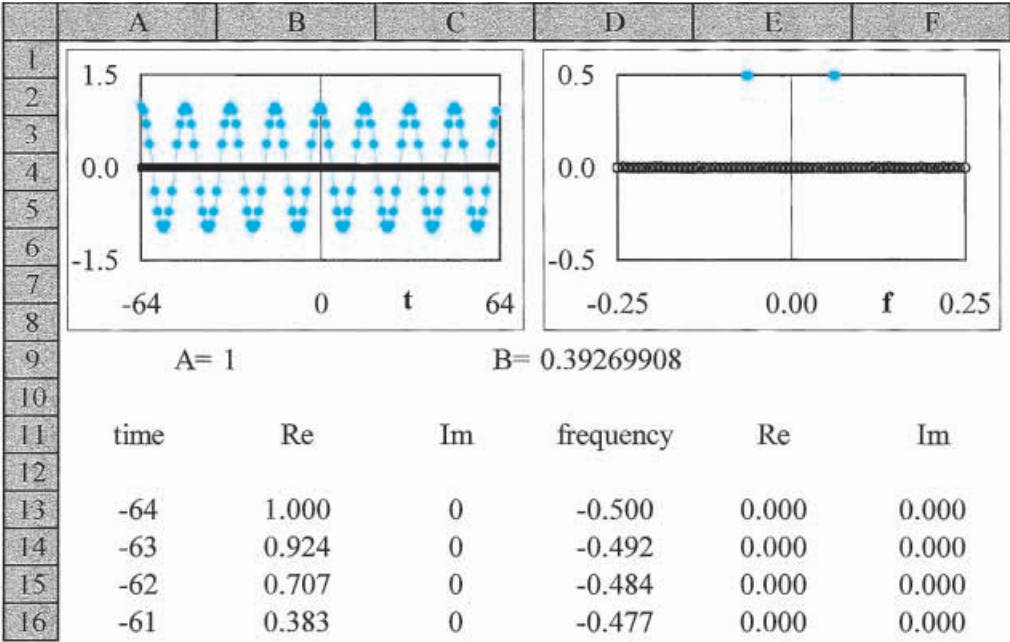 A B C D E F
1
1.5 0.5
2
3
4 0.0 0.0
5
6
-1.5 -0.5
7
-64 0 t 64 -0.25 0.00 f 0.25
8
9 A= 1 B= 0.39269908
10
11 time Re Im frequency Re Im
12
13 -64 1.000 0 -0.500 0.000 0.000
14 -63 0.924 0 -0.492 0.000 0.000
15 -62 0.707 0 -0.484 0.000 0.000
16 -61 0.383 0 -0.477 0.000 0.000